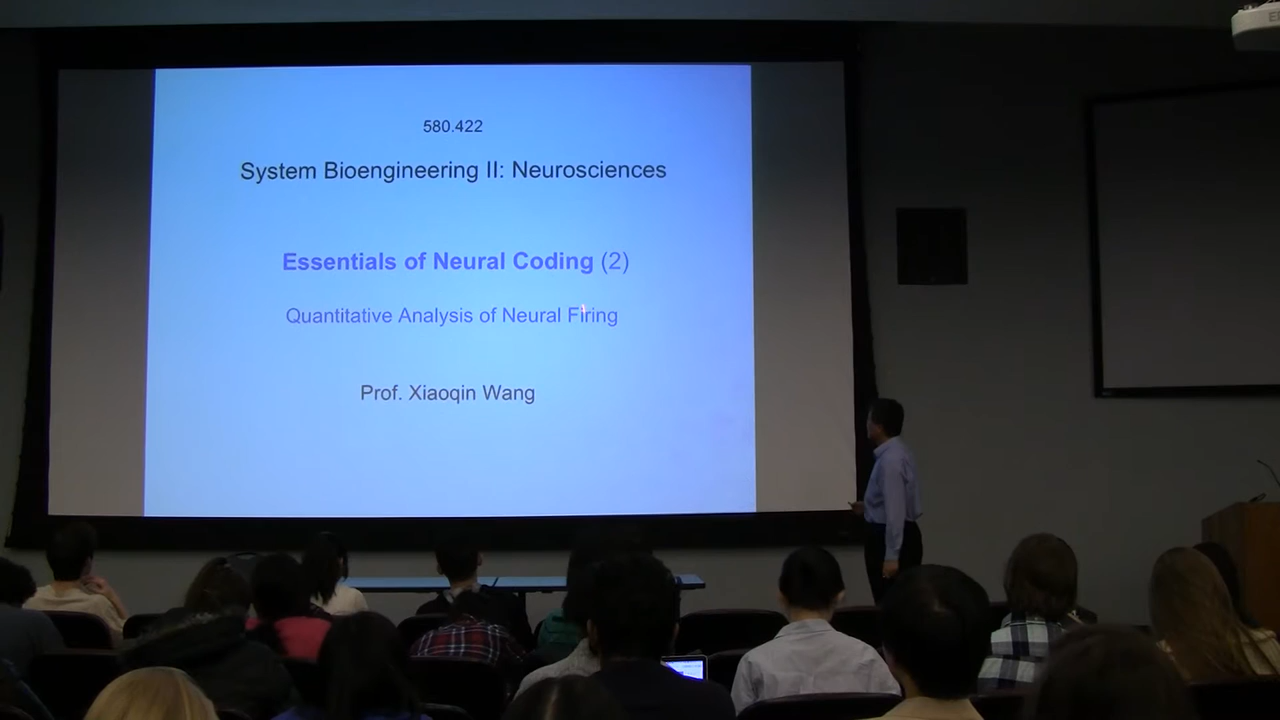 580.422
System Bioengineering II: Neurosciences
Essentials of Neural Coding (2)
Quantitative Analysis of Neural Firing
Prof. Xiaoqin Wang